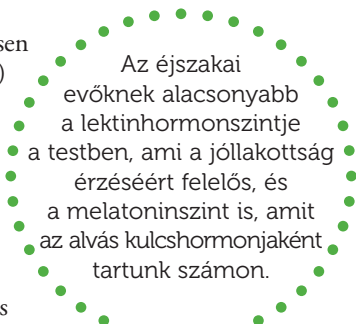 sen
)
Az éjszakai
evőknek alacsonyabb
a lektinhormonszintje
a testben, ami a jóllakottság
érzéséért felelős, és
a melatoninszint is, amit
az alvás kulcshormonjaként
tartunk számon.
s